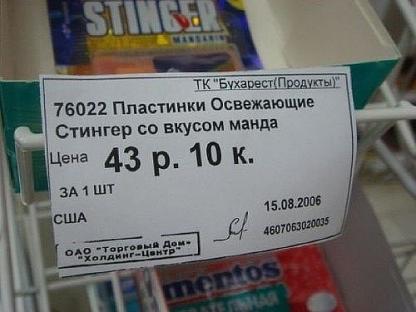 STINGER
MANDARIN
ТК "Бухарест(Продукты)"
76022 Пластинки Освежающие
Стингер со вкусом манда
Цена 43 р. 10 к.
ЗА 1 ШТ
США
15.08.2006
4607063020035
ОАО "Торговый Дом"
"Холдинг-Центр"
mentos